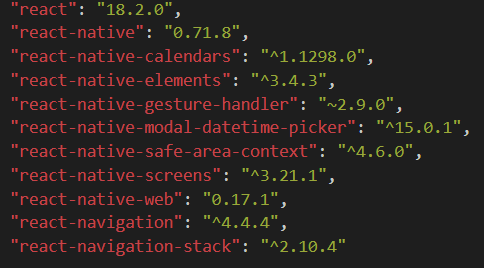 "react": "18.2.0",
"react-native": "0.71.8",
"react-native-calendars": "^1.1298.0",
"react-native-elements": "^3.4.3",
"react-native-gesture-handler": "~2.9.0",
"react-native-modal-datetime-picker": "^15.0.1",
"react-native-safe-area-context": "^4.6.0",
"react-native-screens": "^3.21.1",
"react-native-web": "0.17.1",
"react-navigation": "^4.4.4",
"react-navigation-stack": "^2.10.4"